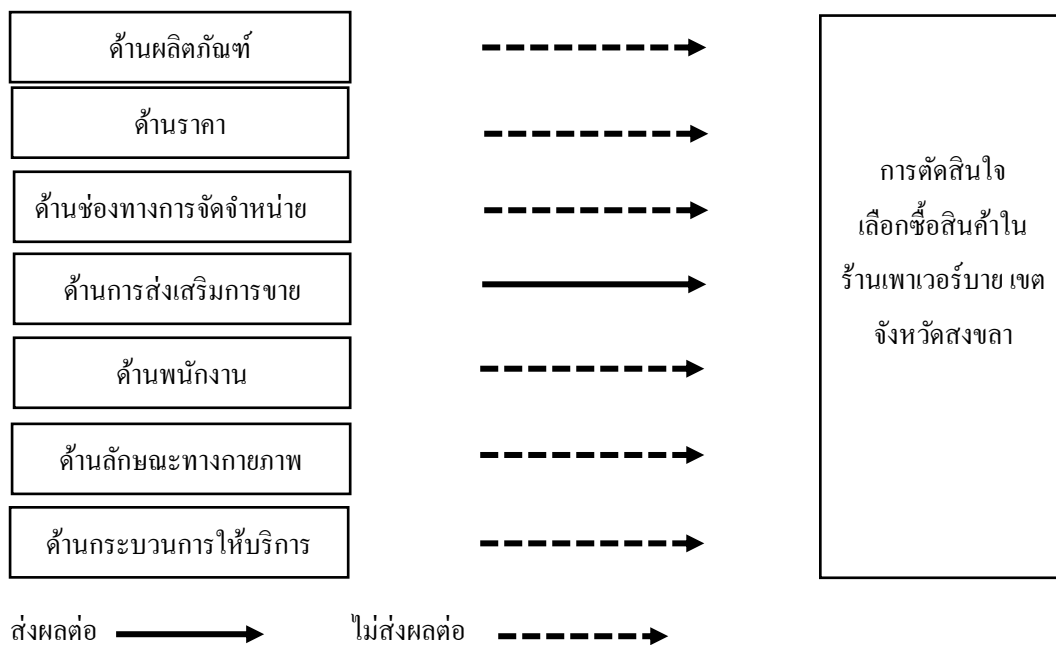 ด้านผลิตภัณฑ์
ด้านราคา
ด้านช่องทางการจัดจำหน่าย
ด้านการส่งเสริมการขาย
ด้านพนักงาน
ด้านลักษณะทางกายภาพ
ด้านกระบวนการให้บริการ
การตัดสินใจ
เลือกซื้อสินค้าใน
ร้านเพาเวอร์บาย เขต
จังหวัดสงขลา
ส่งผลต่อ ไม่ส่งผลต่อ